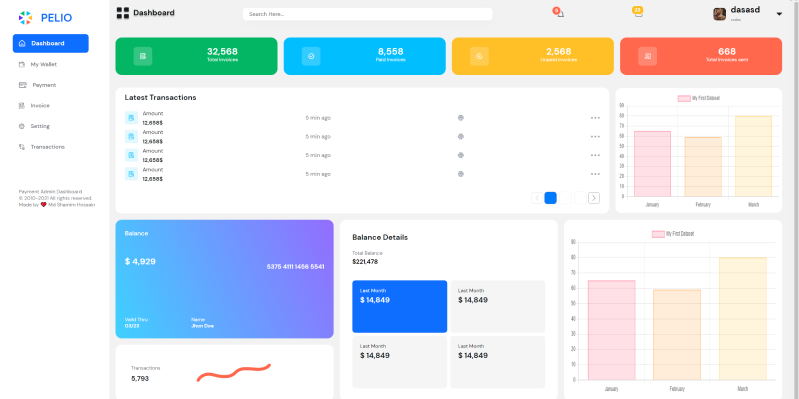 PELIO
Dashboard
My Wallet
Payment
Invoice
Setting
Transactions
Payment Admin Dashboard
© 2010-2021 All rights reserved.
Made by ❤ Md Shamim Hossain
Dashboard
Search Here...
dasasd
32,568
Total Invoices
8,558
Paid Invoices
2,568
Unpaid Invoices
668
Total Invoices sent
Latest Transactions
Amount
12,658$
5 min ago
Amount
12,658$
5 min ago
Amount
12,658$
5 min ago
Amount
12,658$
5 min ago
My First Dataset
90
80
70
60
50
40
30
20
10
0
January February March
Balance
$ 4,929
5375 4111 1456 5541
Valid Thru Name
03/23 Jhon Doe
Transactions
5,793
Balance Details
Total Balance
$221,478
Last Month
$ 14,849
Last Month
$ 14,849
Last Month
$ 14,849
Last Month
$ 14,849
My First Dataset
90
80
70
60
50
40
30
20
10
0
January February March